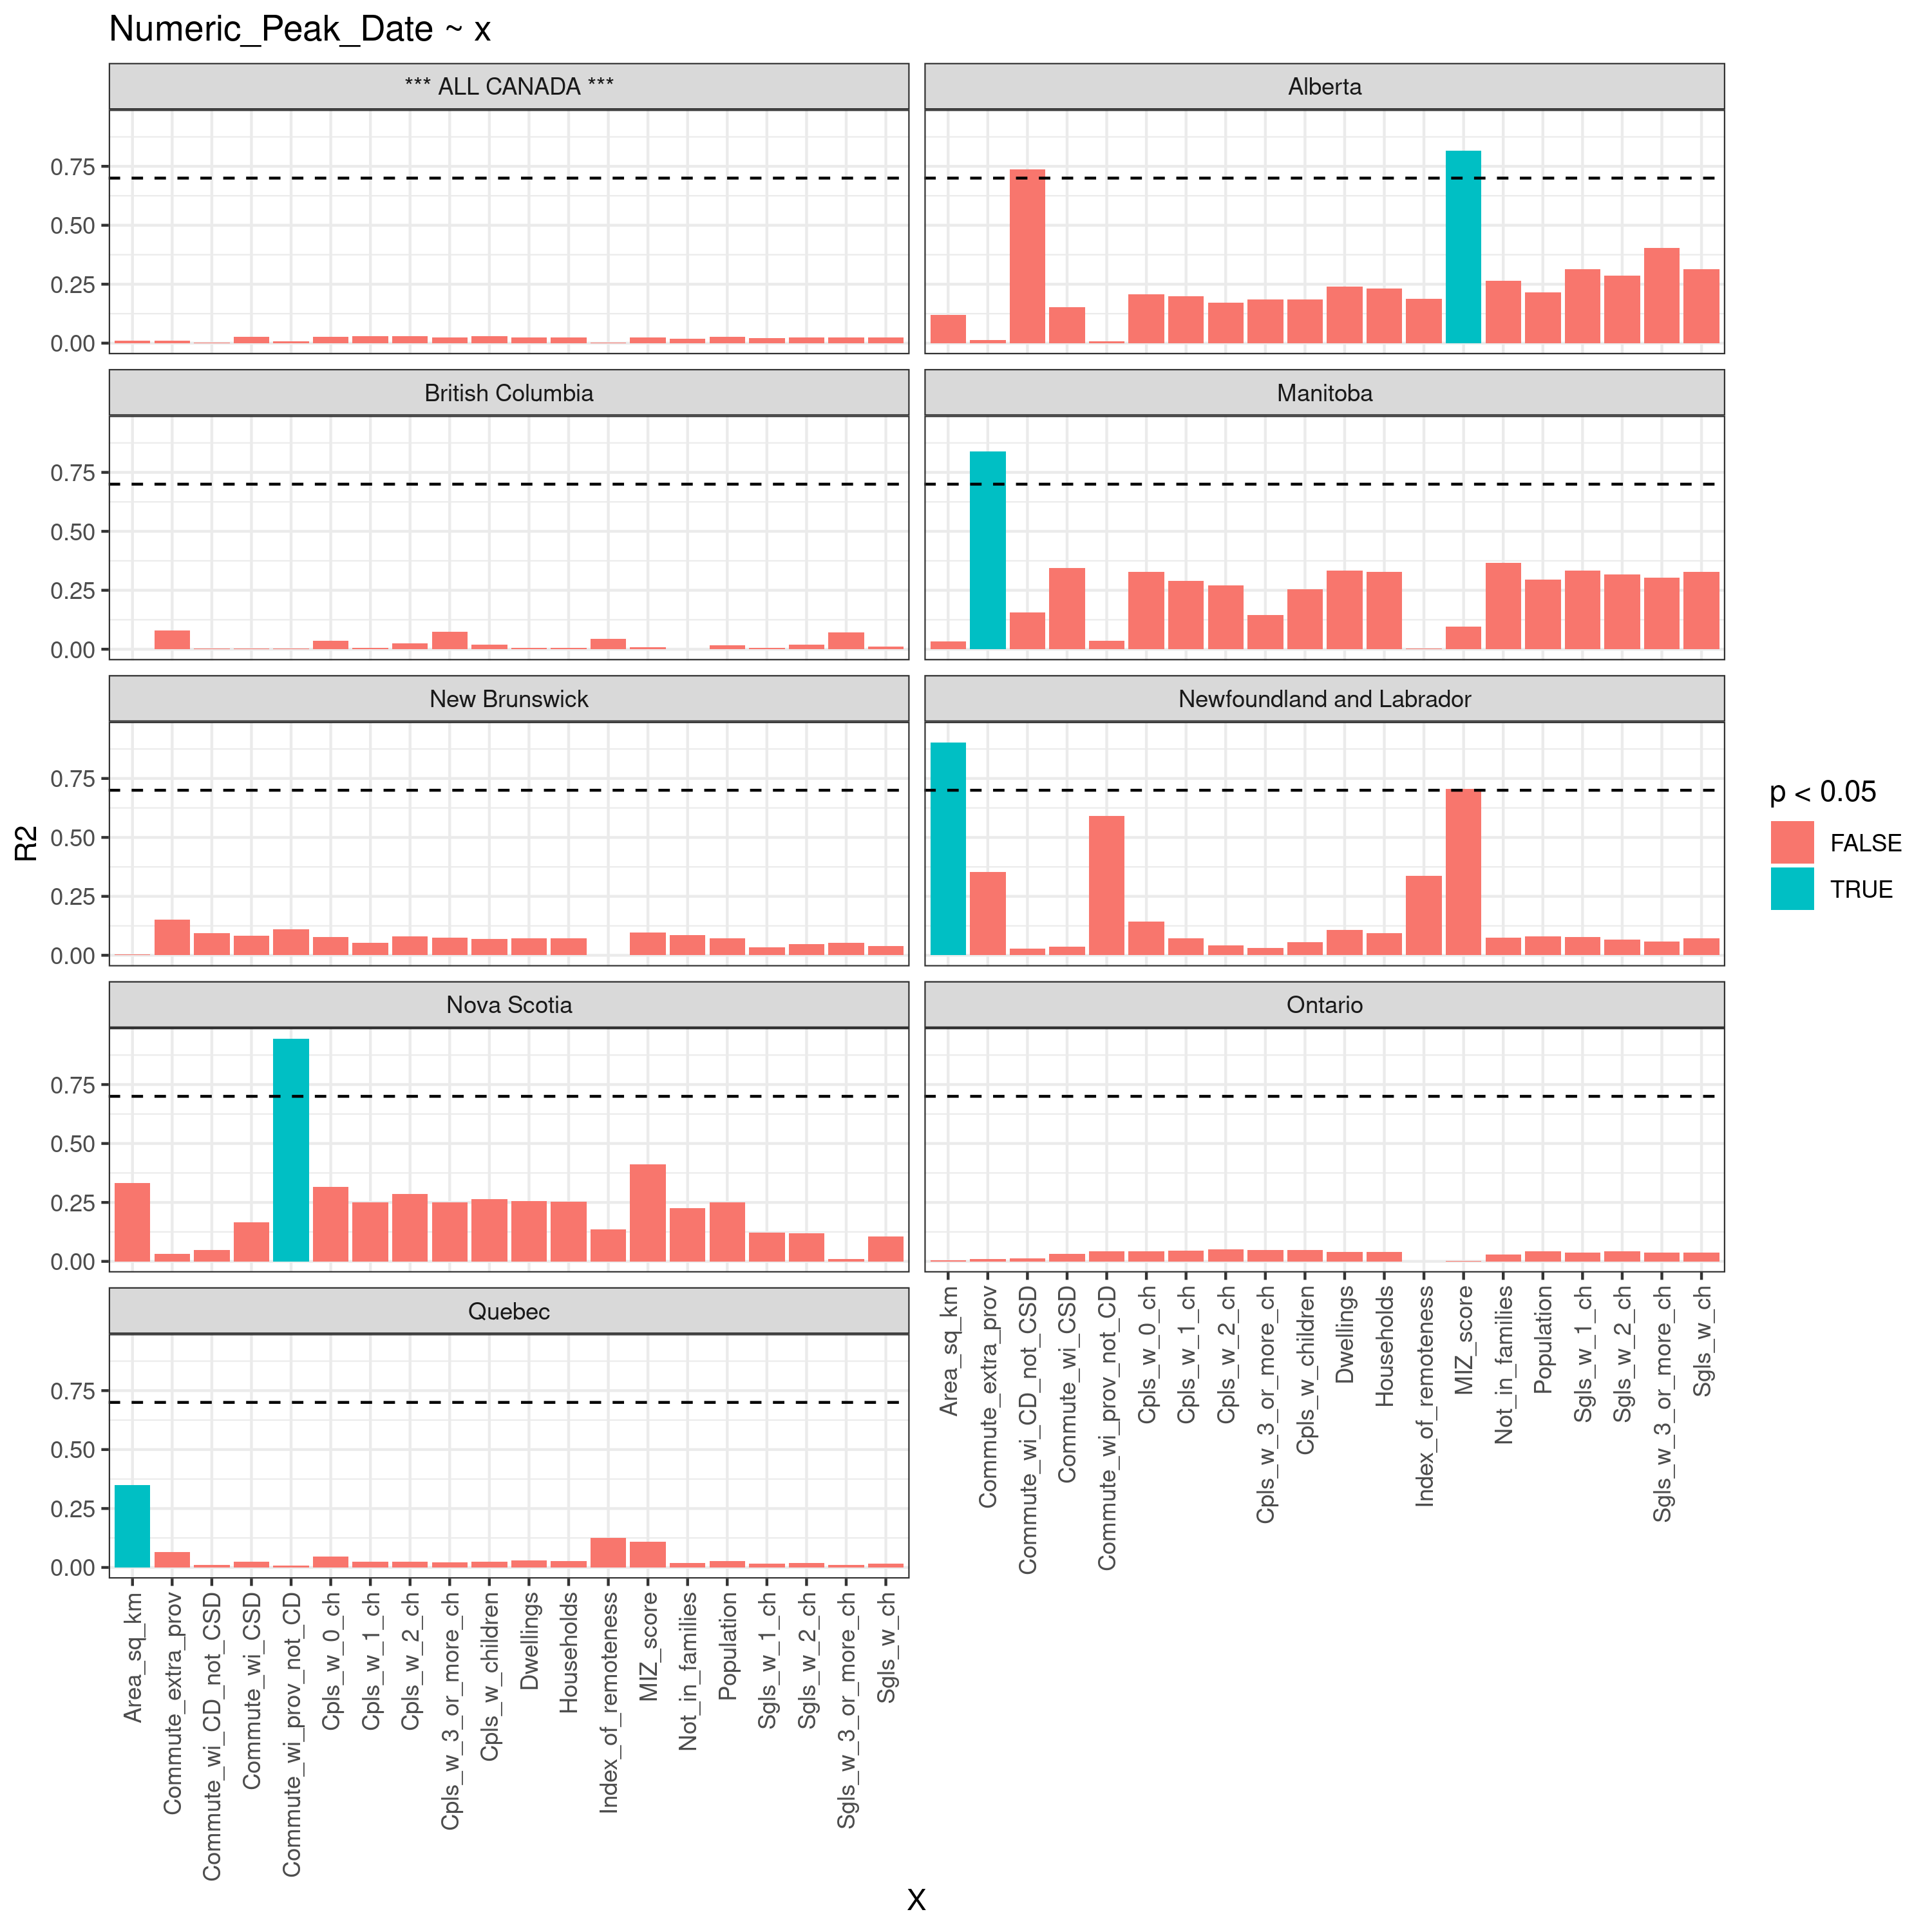 Numeric_Peak_Date ~ x
*** ALL CANADA ***
Alberta
0.75
0.50
0.25
0.00
British Columbia
Manitoba
0.75
0.50
0.25
0.00
New Brunswick
Newfoundland and Labrador
0.75
0.50
0.25
0.00
R2
p < 0.05
FALSE
TRUE
Nova Scotia
Ontario
0.75
0.50
0.25
0.00
Area_sq_km
Commute_extra_prov
Commute_wi_CD_not_CSD
Commute_wi_CSD
Commute_wi_prov_not_CD
Cpls_w_0_ch
Cpls_w_1_ch
Cpls_w_2_ch
Cpls_w_3_or_more_ch
Cpls_w_children
Dwellings
Households
Index_of_remoteness
MIZ_score
Not_in_families
Population
Sgls_w_1_ch
Sgls_w_2_ch
Sgls_w_3_or_more_ch
Sgls_w_ch
Quebec
0.75
0.50
0.25
0.00
Area_sq_km
Commute_extra_prov
Commute_wi_CD_not_CSD
Commute_wi_CSD
Commute_wi_prov_not_CD
Cpls_w_0_ch
Cpls_w_1_ch
Cpls_w_2_ch
Cpls_w_3_or_more_ch
Cpls_w_children
Dwellings
Households
Index_of_remoteness
MIZ_score
Not_in_families
Population
Sgls_w_1_ch
Sgls_w_2_ch
Sgls_w_3_or_more_ch
Sgls_w_ch
X